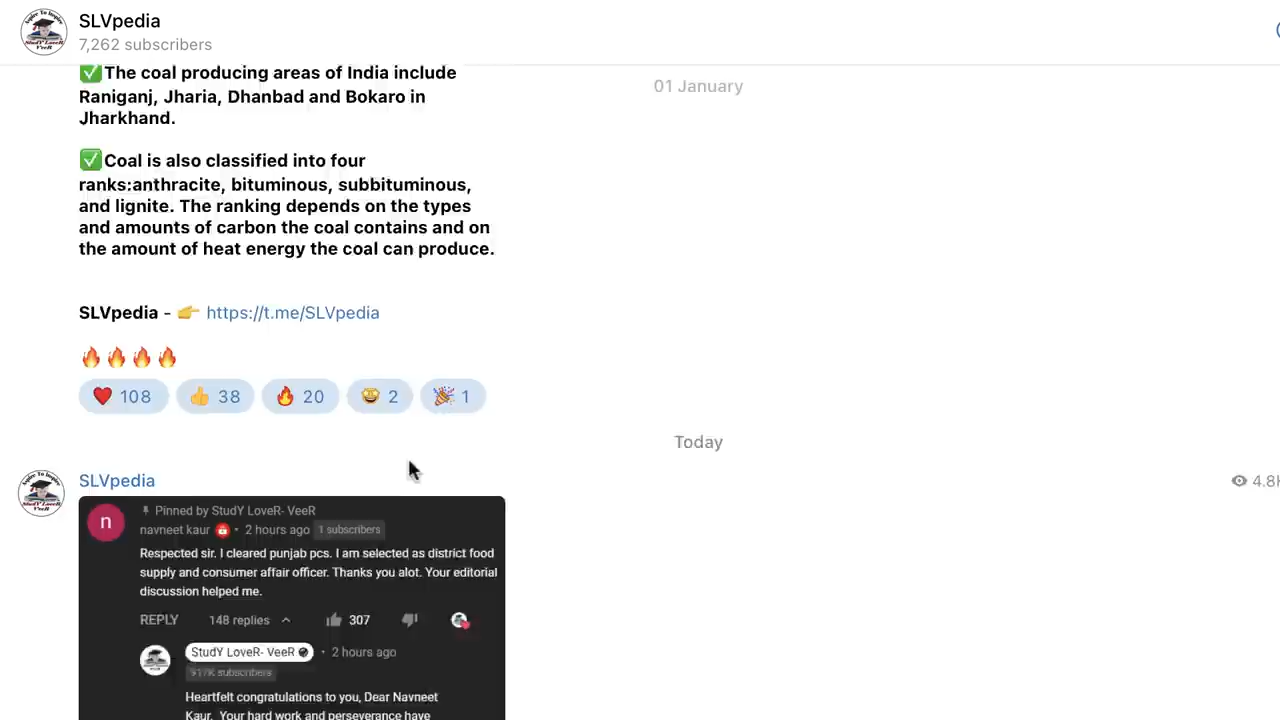 SLVpedia
7,262 subscribers
✅The coal producing areas of India include
Raniganj, Jharia, Dhanbad and Bokaro in
Jharkhand.
01 January
✅Coal is also classified into four
ranks:anthracite, bituminous, subbituminous,
and lignite. The ranking depends on the types
and amounts of carbon the coal contains and on
the amount of heat energy the coal can produce.
SLVpedia - 👉 https://t.me/SLVpedia
🔥🔥🔥🔥
❤️ 108 👍 38 🔥 20 🤩 2 🎉 1
Today
SLVpedia
4.8K
Pinned by StudY LoveR- VeeR
n
navneet kaur • 2 hours ago 1 subscribers
Respected sir. I cleared punjab pcs. I am selected as district food
supply and consumer affair officer. Thanks you alot. Your editorial
discussion helped me.
REPLY 148 replies 307
StudY LoveR- VeeR • 2 hours ago
917K subscribers
Heartfelt congratulations to you, Dear Navneet
Kaur. Your hard work and perseverance have